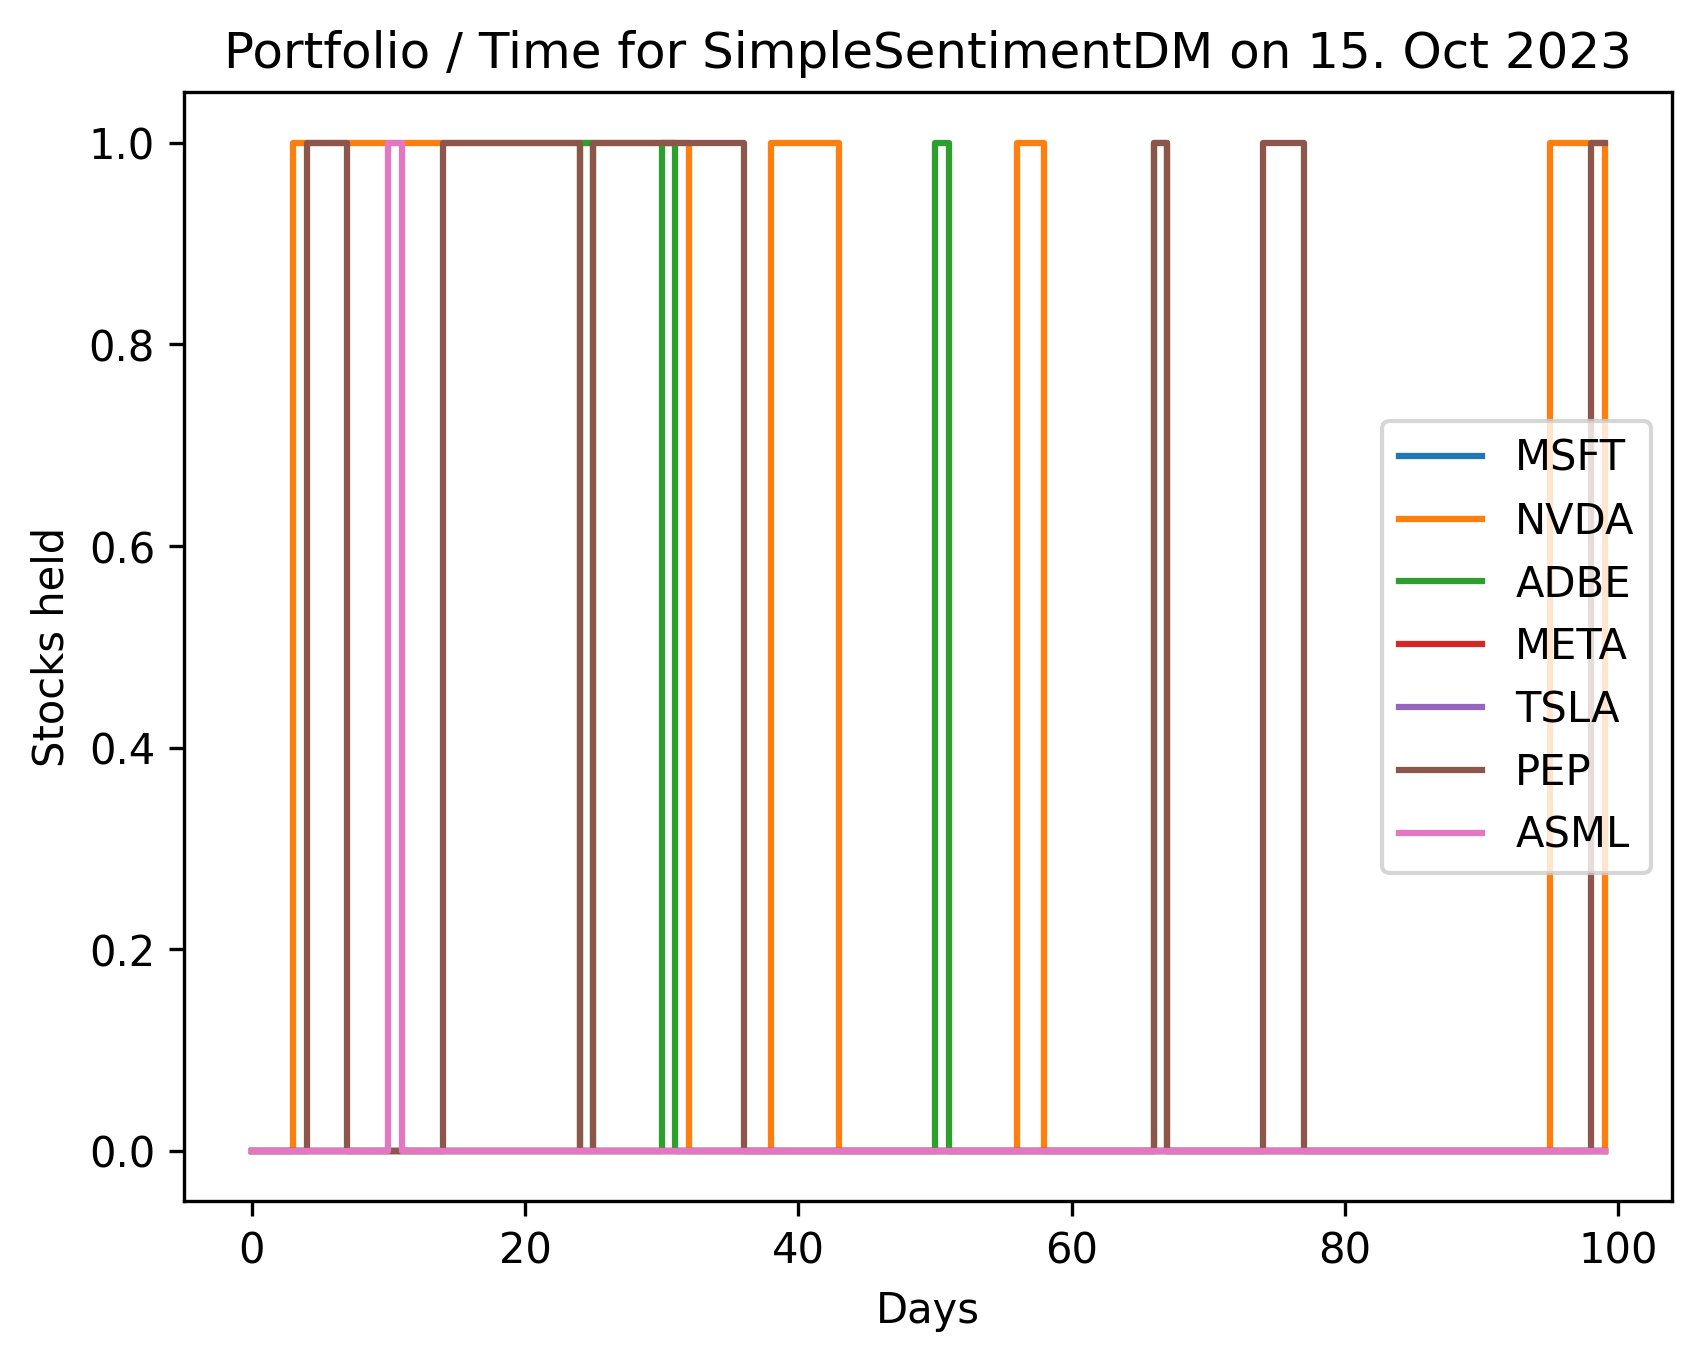 Portfolio / Time for SimpleSentimentDM on 15. Oct 2023
1.0
0.8
0.6
0.4
0.2
0.0
Stocks held
MSFT
NVDA
ADBE
META
TSLA
PEP
ASML
0 20 40 60 80 100
Days